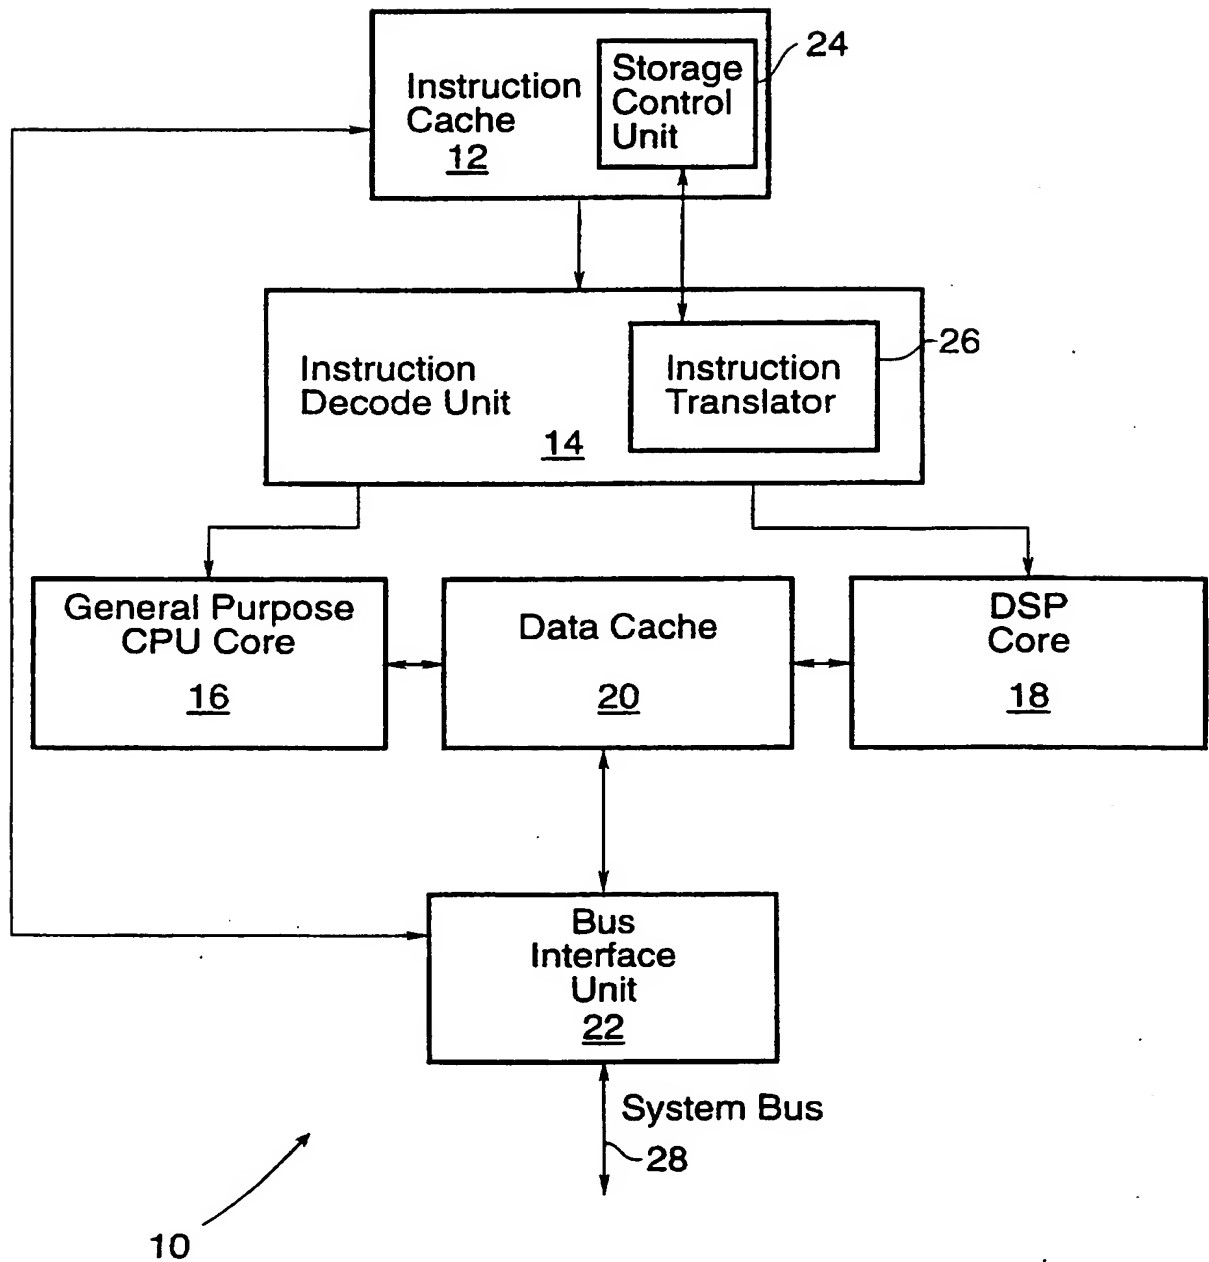 24
Storage
Control
Unit
Instruction
Cache
12
26
Instruction
Decode Unit
14
Instruction
Translator
General Purpose
CPU Core
16
Data Cache
20
DSP
Core
18
Bus
Interface
Unit
22
System Bus
28
10